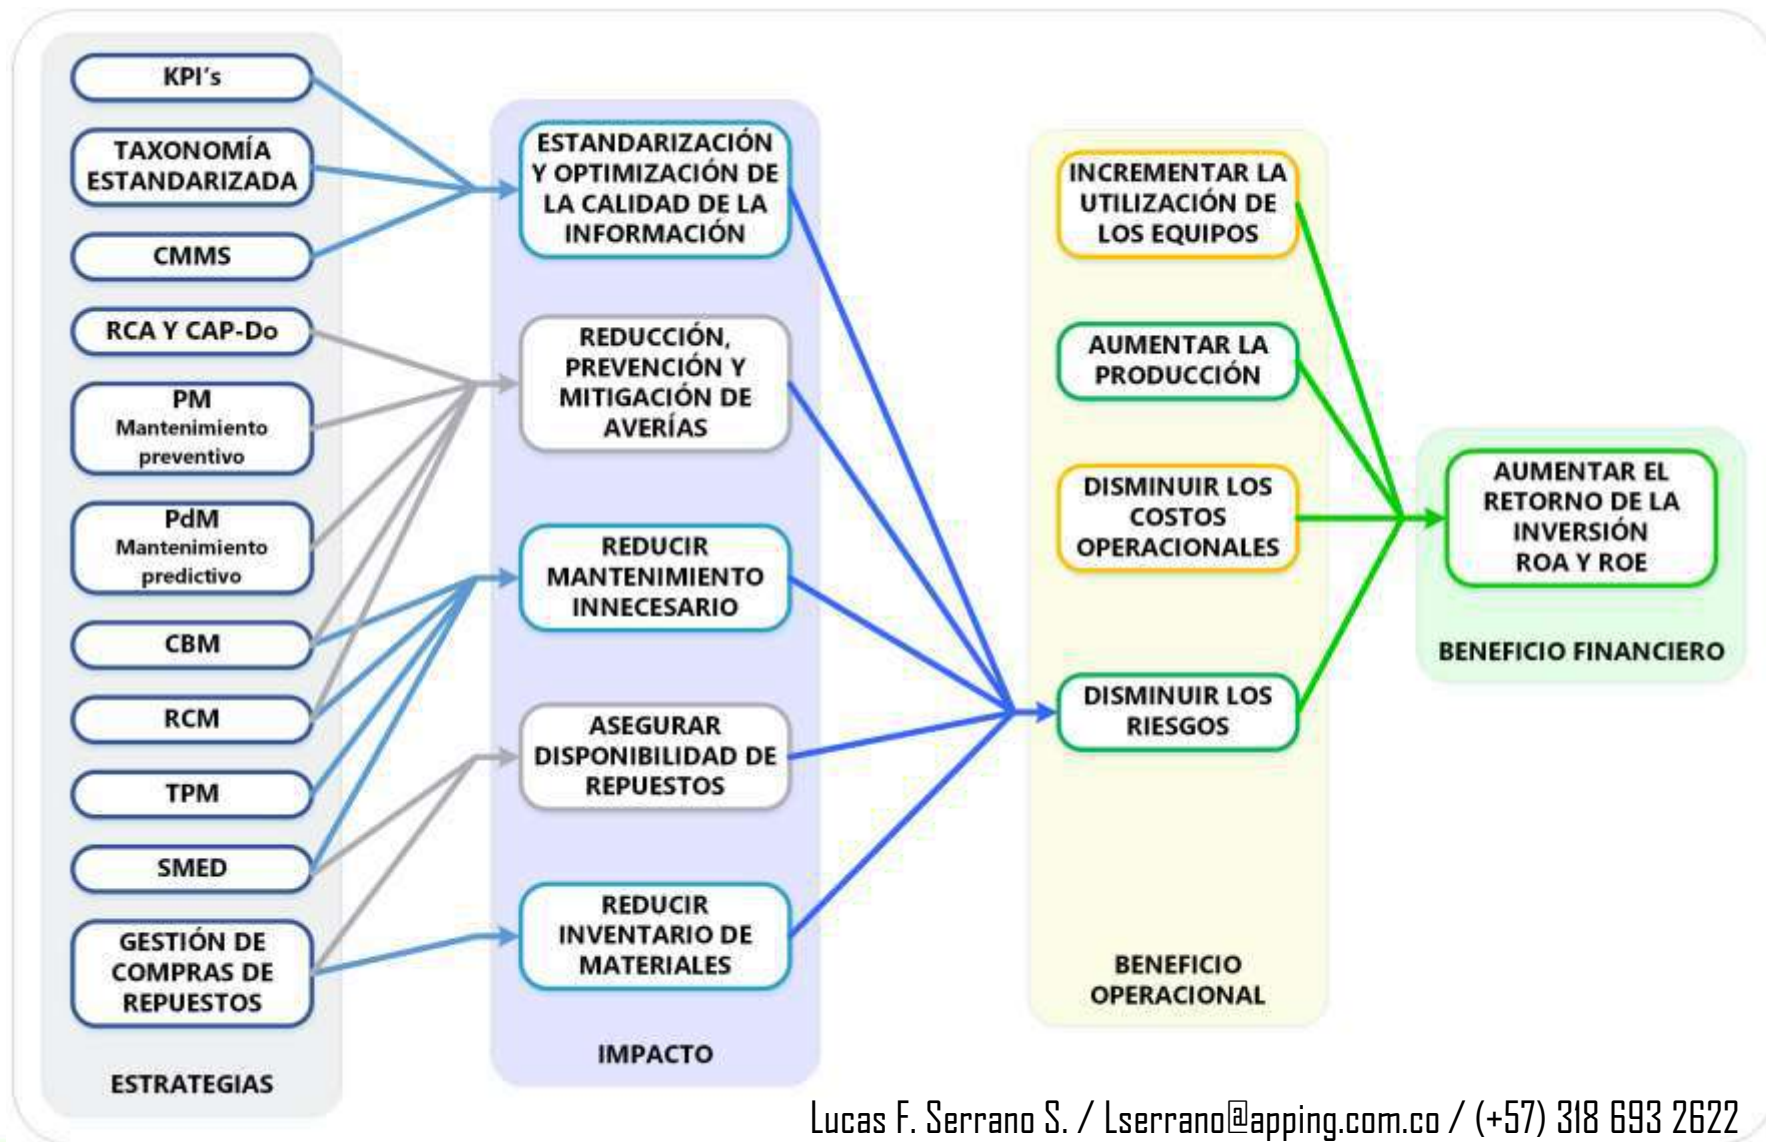 KPI's
TAXONOMÍA
ESTANDARIZADA
CMMS
RCA Y CAP-Do
PM
Mantenimiento
preventivo
PdM
Mantenimiento
predictivo
CBM
RCM
TPM
SMED
GESTIÓN DE
COMPRAS DE
REPUESTOS
ESTRATEGIAS
ESTANDARIZACIÓN
Y OPTIMIZACIÓN DE
LA CALIDAD DE LA
INFORMACIÓN
REDUCCIÓN,
PREVENCIÓN Y
MITIGACIÓN DE
AVERÍAS
REDUCIR
MANTENIMIENTO
INNECESARIO
ASEGURAR
DISPONIBILIDAD DE
REPUESTOS
REDUCIR
INVENTARIO DE
MATERIALES
IMPACTO
INCREMENTAR LA
UTILIZACIÓN DE
LOS EQUIPOS
AUMENTAR LA
PRODUCCIÓN
DISMINUIR LOS
COSTOS
OPERACIONALES
DISMINUIR LOS
RIESGOS
BENEFICIO
OPERACIONAL
AUMENTAR EL
RETORNO DE LA
INVERSIÓN
ROA Y ROE
BENEFICIO FINANCIERO
Lucas F. Serrano S. / Lserrano@apping.com.co / (+57) 318 693 2622